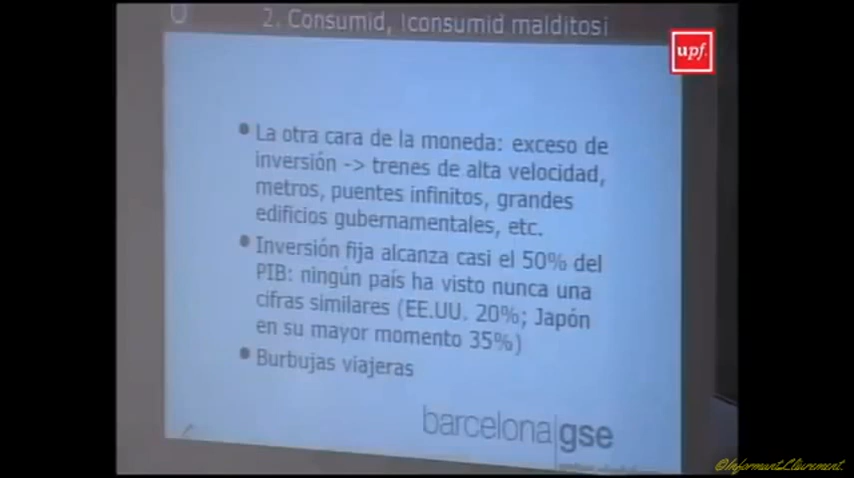 2. Consumid, ¡consumid malditos¡
upf.
La otra cara de la moneda: exceso de
inversión -> trenes de alta velocidad,
metros, puentes infinitos, grandes
edificios gubernamentales, etc.
Inversión fija alcanza casi el 50% del
PIB: ningún país ha visto nunca una
cifras similares (EE.UU. 20%; Japón
en su mayor momento 35%)
Burbujas viajeras
barcelona gse
@InformantLliurement.